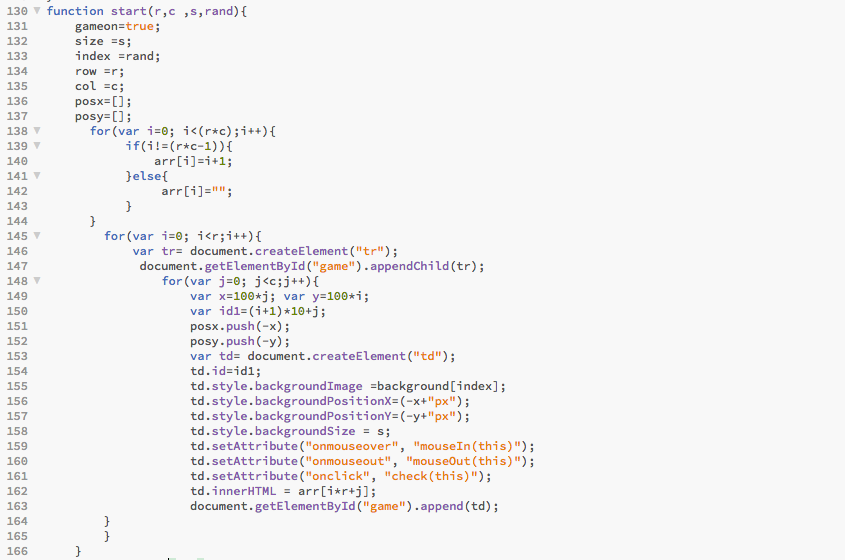 130 function start(r,c ,s,rand){
131 gameon=true;
132 size =s;
133 index =rand;
134 row =r;
135 col =c;
136 posx=[];
137 posy=[];
138 for(var i=0; i<(r*c);i++){
139 if(i!=(r*c-1)){
140 arr[i]=i+1;
141 }else{
142 arr[i]="";
143 }
144 }
145 for(var i=0; i<r;i++){
146 var tr= document.createElement("tr");
147 document.getElementById("game").appendChild(tr);
148 for(var j=0; j<c;j++){
149 var x=100*j; var y=100*i;
150 var id1=(i+1)*10+j;
151 posx.push(-x);
152 posy.push(-y);
153 var td= document.createElement("td");
154 td.id=id1;
155 td.style.backgroundImage =background[index];
156 td.style.backgroundPositionX=(-x+"px");
157 td.style.backgroundPositionY=(-y+"px");
158 td.style.backgroundSize = s;
159 td.setAttribute("onmouseover", "mouseIn(this)");
160 td.setAttribute("onmouseout", "mouseOut(this)");
161 td.setAttribute("onclick", "check(this)");
162 td.innerHTML = arr[i*r+j];
163 document.getElementById("game").append(td);
164 }
165 }
166 }